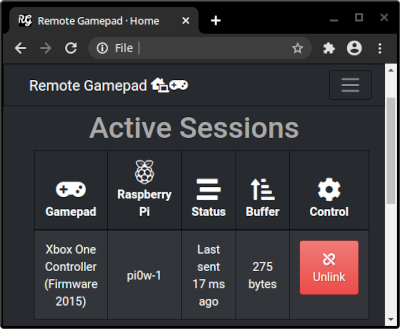 Remote Gamepad · Home
File
Remote Gamepad
Active Sessions
Gamepad
Raspberry
Pi
Status
Buffer
Control
Xbox One
Controller
(Firmware
2015)
pi0w-1
Last
sent
17 ms
ago
275
bytes
Unlink